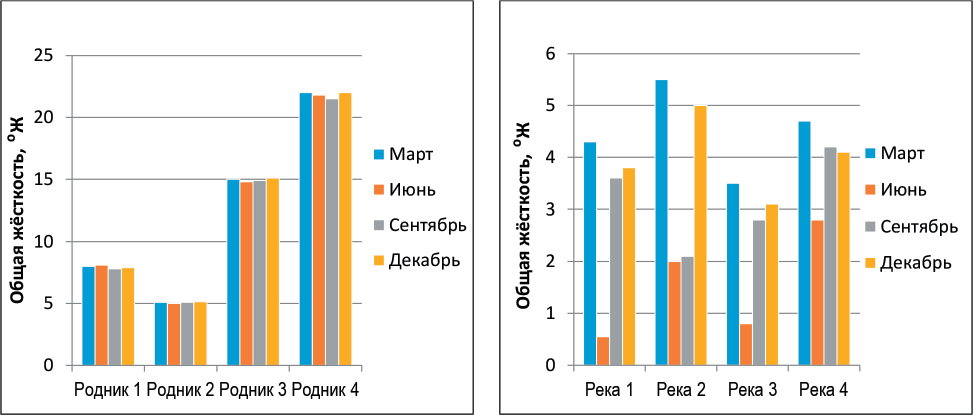 Общая жёсткость, ⁰Ж
25
20
15
10
5
0
Родник 1 Родник 2 Родник 3 Родник 4
Март
Июнь
Сентябрь
Декабрь
Общая жёсткость, ⁰Ж
6
5
4
3
2
1
0
Река 1 Река 2 Река 3 Река 4
Март
Июнь
Сентябрь
Декабрь